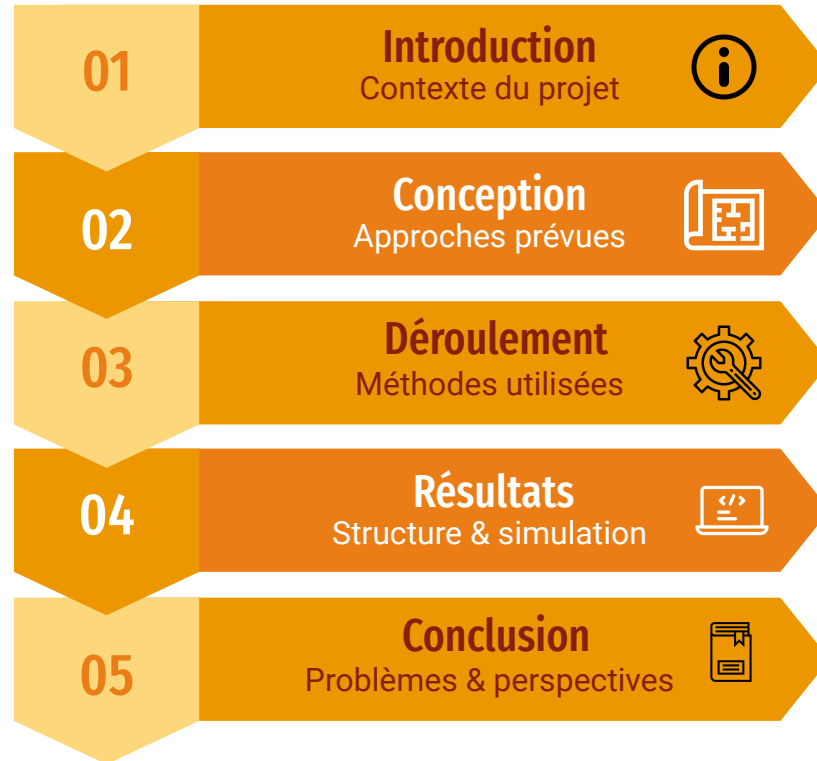 01
Introduction
Contexte du projet
02
Conception
Approches prévues
03
Déroulement
Méthodes utilisées
04
Résultats
Structure & simulation
05
Conclusion
Problèmes & perspectives